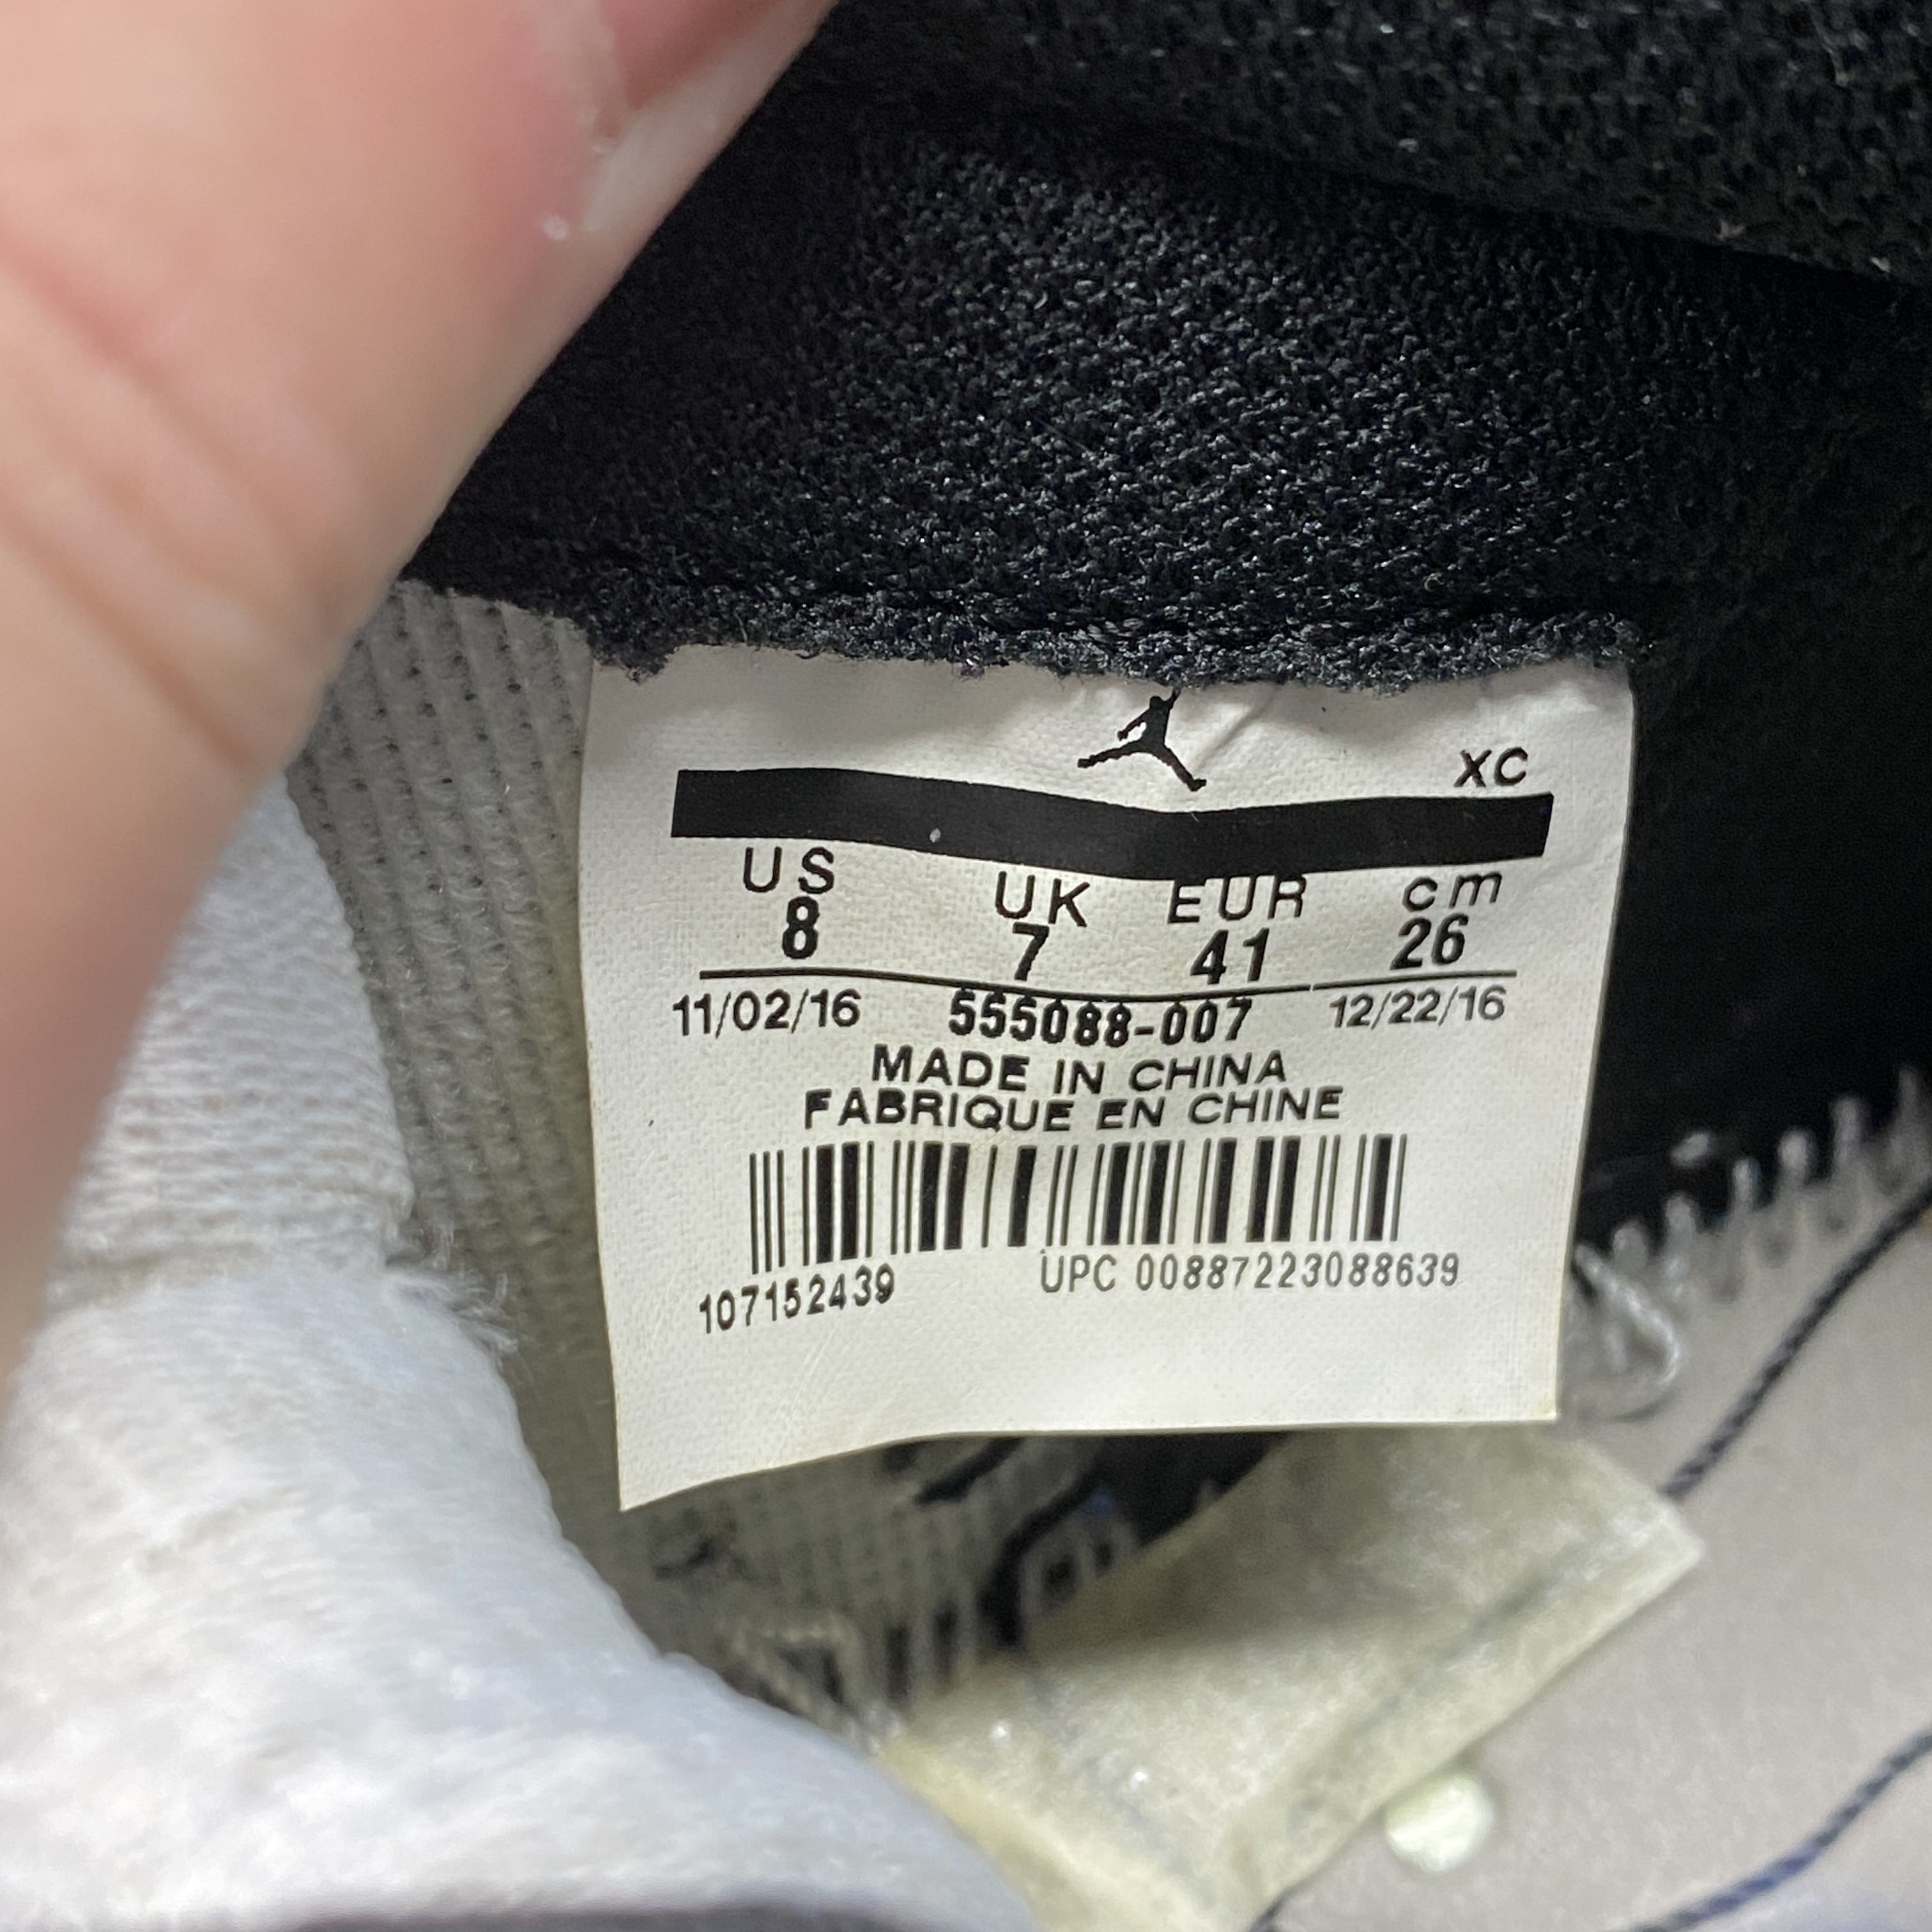 XC
US UK EUR cm
8 7 41 26
11/02/16 555088-007 12/22/16
MADE IN CHINA
FABRIQUE EN CHINE
107152439 UPC 00887223088639